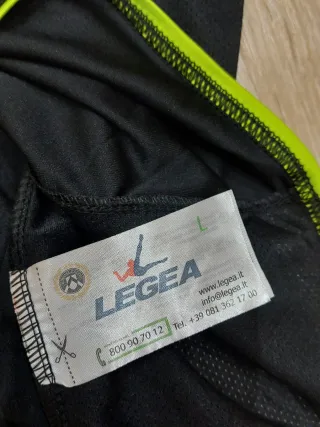 L
LEGEA
www.legea.it
info@legea.it
800 90.70 12
Tel. +39 081 362 17 00